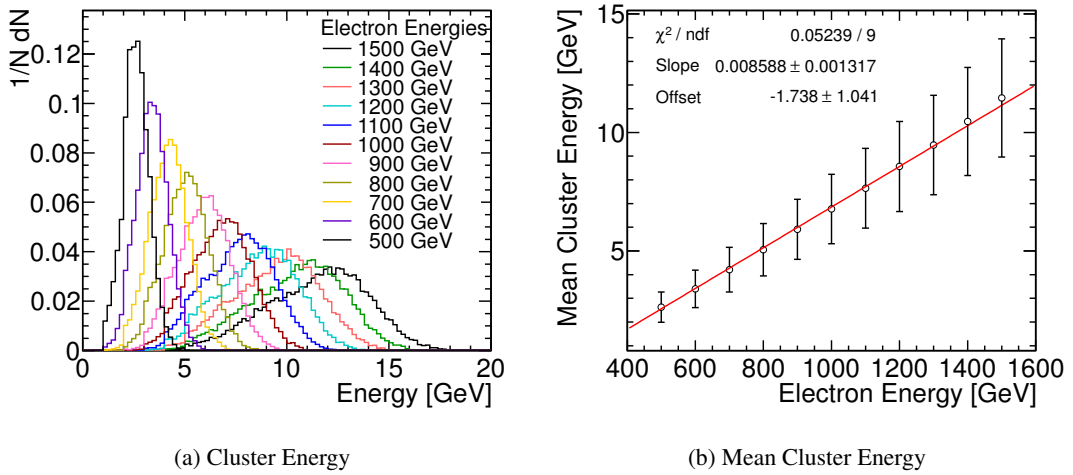 1/N dN
0.12
0.1
0.08
0.06
0.04
0.02
0
Electron Energies
1500 GeV
1400 GeV
1300 GeV
1200 GeV
1100 GeV
1000 GeV
900 GeV
800 GeV
700 GeV
600 GeV
500 GeV
0 5 10 15 20
Energy [GeV]
(a) Cluster Energy
Mean Cluster Energy [GeV]
15
10
5
χ² / ndf 0.05239 / 9
Slope 0.008588 ± 0.001317
Offset -1.738 ± 1.041
400 600 800 1000 1200 1400 1600
Electron Energy [GeV]
(b) Mean Cluster Energy